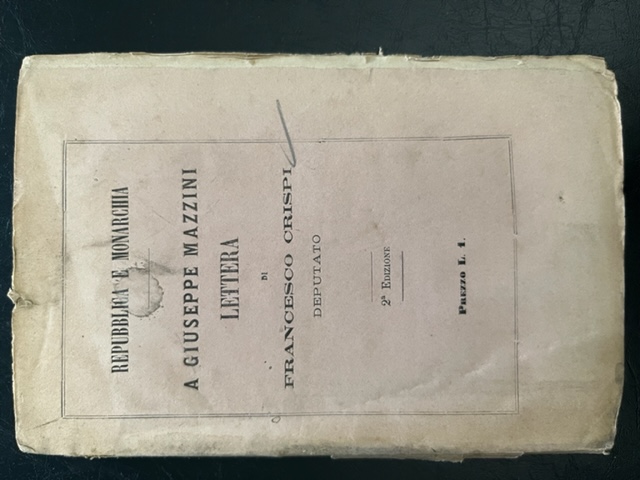 REPUBBLICA E MONARCHIA
A GIUSEPPE MAZZINI
LETTERA
DI
FRANCESCO CRISPI
DEPUTATO
2ª EDIZIONE
PREZZO L. 1.